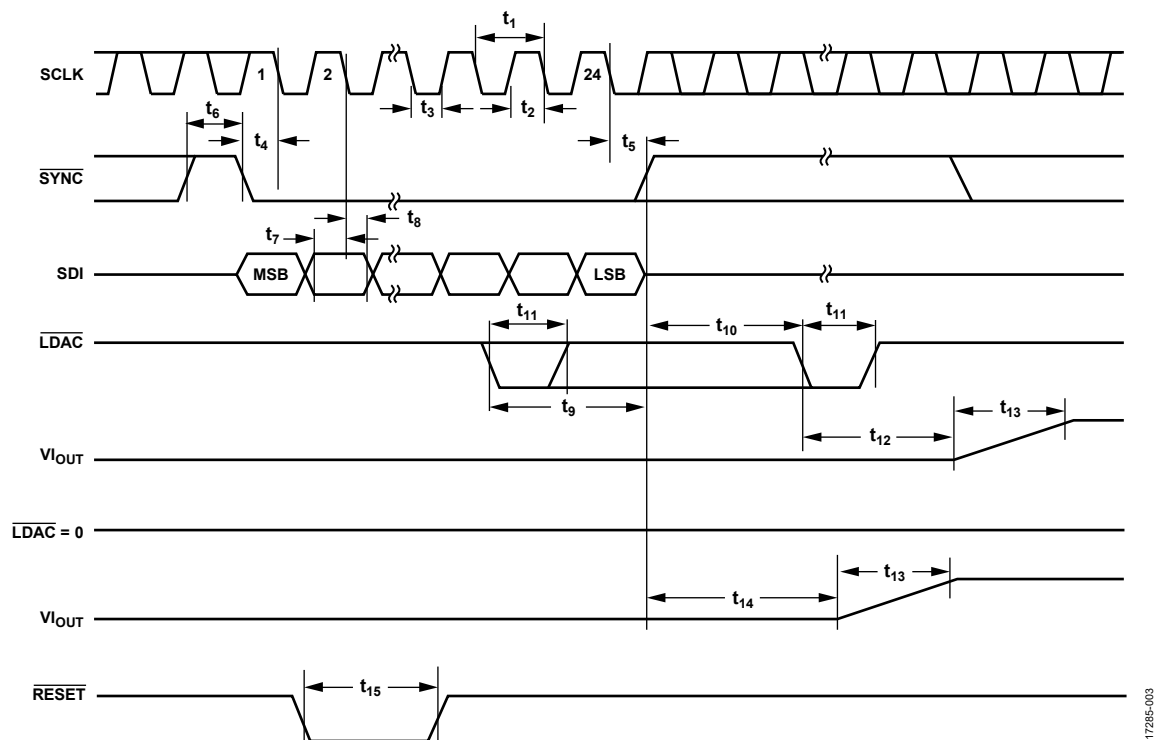 t1
SCLK
1
2
24
t3
t2
t6
t4
t5
SYNC
t8
t7
SDI
MSB
LSB
t11
t10
t11
LDAC
t9
t13
t12
VIOUT
LDAC = 0
t13
t14
VIOUT
RESET
t15
17285-003